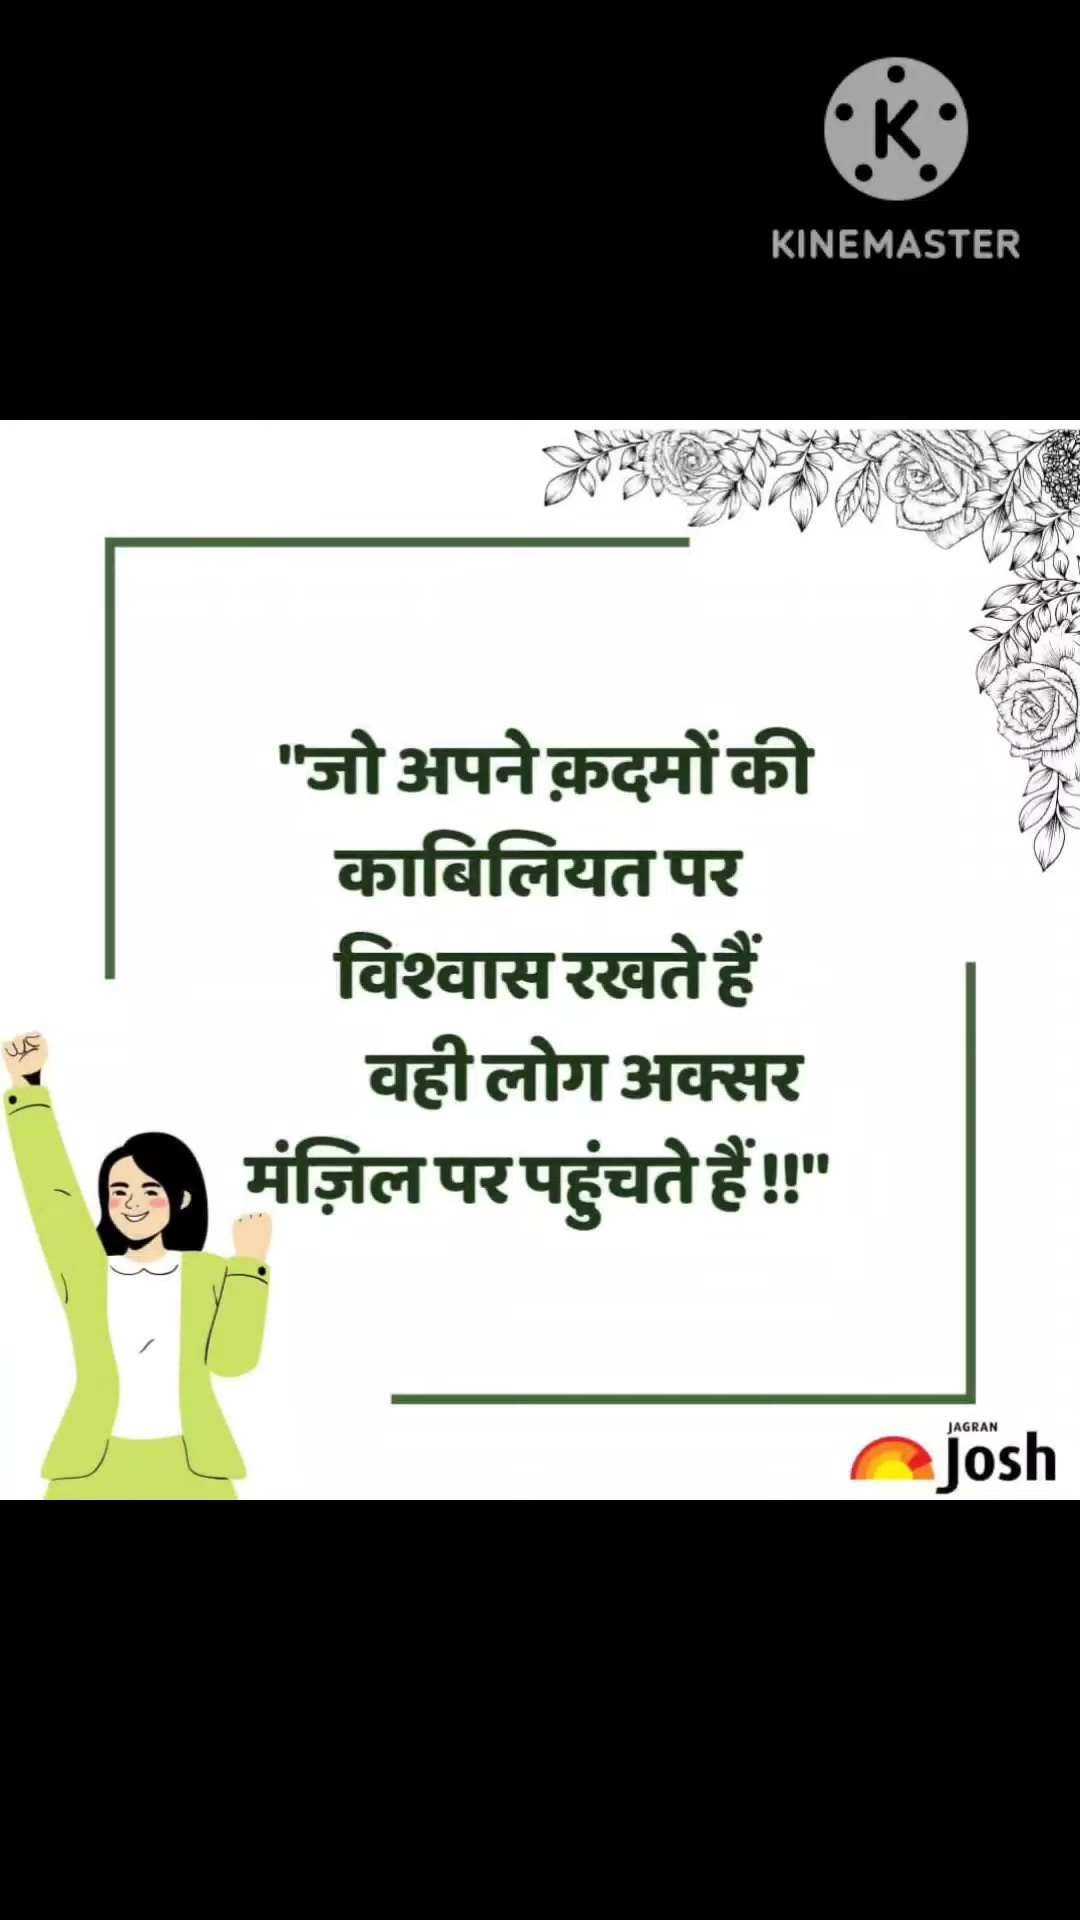 KINEMASTER
"जो अपने क़दमों की
काबिलियत पर
विश्वास रखते हैं
वही लोग अक्सर
मंज़िल पर पहुंचते हैं !!"
JAGRAN
Josh